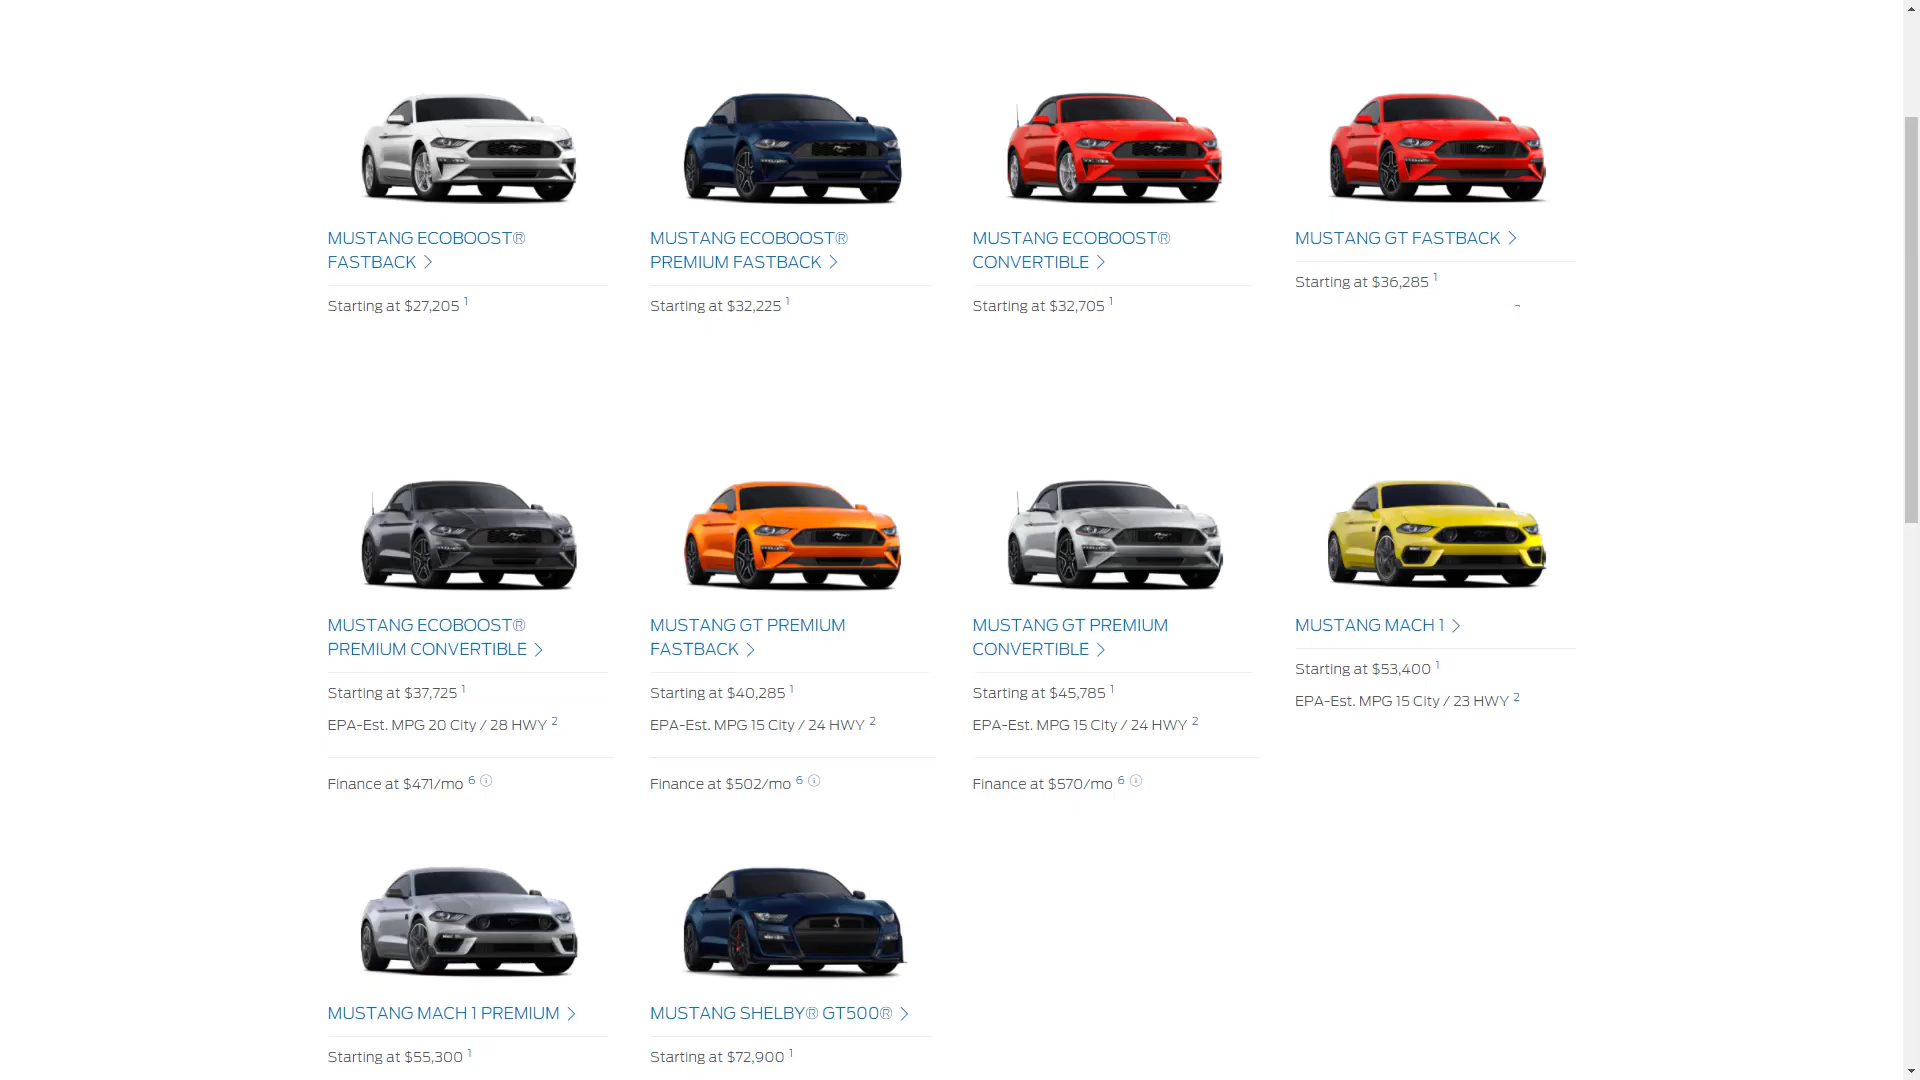 MUSTANG ECOBOOST®
FASTBACK
Starting at $27,205 1
MUSTANG ECOBOOST®
PREMIUM FASTBACK
Starting at $32,225 1
MUSTANG ECOBOOST®
CONVERTIBLE
Starting at $32,705 1
MUSTANG GT FASTBACK
Starting at $36,285 1
MUSTANG ECOBOOST®
PREMIUM CONVERTIBLE
Starting at $37,725 1
EPA-Est. MPG 20 City / 28 HWY 2
Finance at $471/mo 6
MUSTANG GT PREMIUM
FASTBACK
Starting at $40,285 1
EPA-Est. MPG 15 City / 24 HWY 2
Finance at $502/mo 6
MUSTANG GT PREMIUM
CONVERTIBLE
Starting at $45,785 1
EPA-Est. MPG 15 City / 24 HWY 2
Finance at $570/mo 6
MUSTANG MACH 1
Starting at $53,400 1
EPA-Est. MPG 15 City / 23 HWY 2
MUSTANG MACH 1 PREMIUM
Starting at $55,300 1
MUSTANG SHELBY® GT500®
Starting at $72,900 1